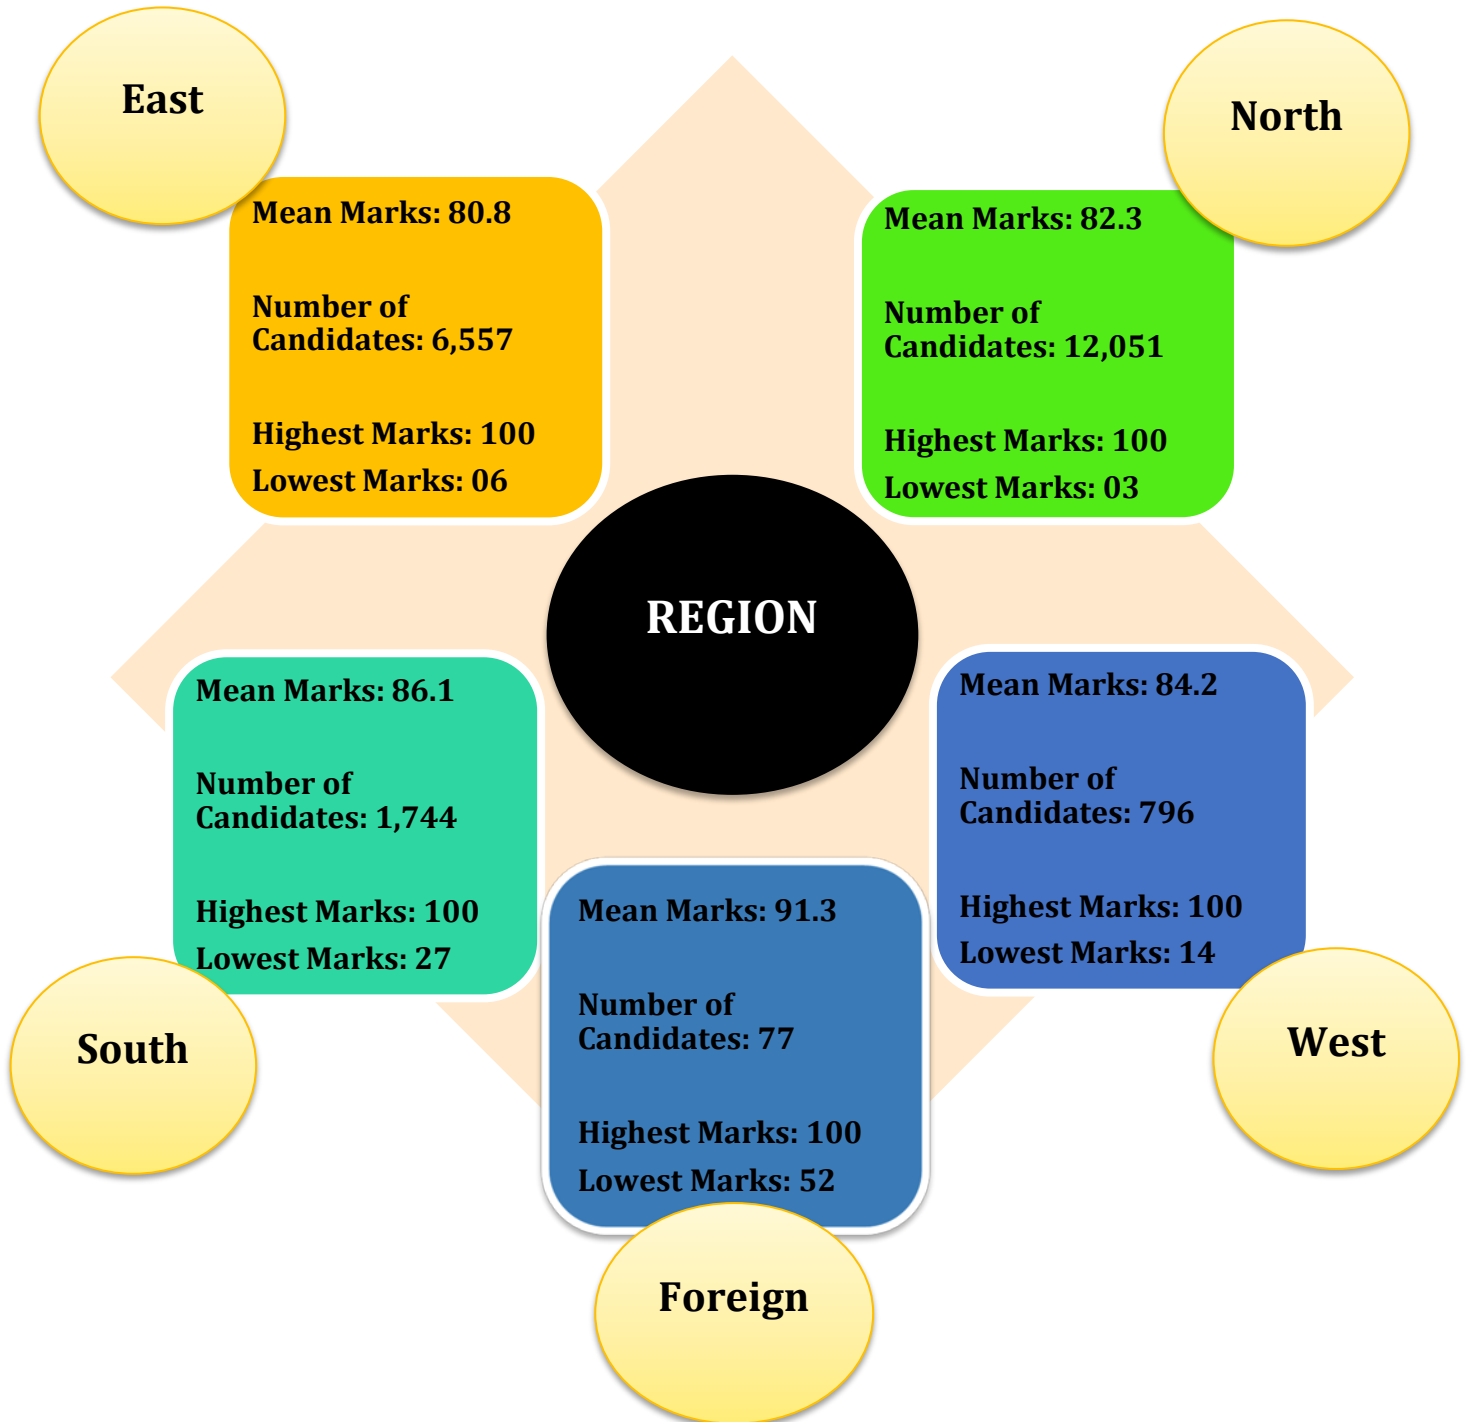 East
Mean Marks: 80.8
Number of
Candidates: 6,557
Highest Marks: 100
Lowest Marks: 06
North
Mean Marks: 82.3
Number of
Candidates: 12,051
Highest Marks: 100
Lowest Marks: 03
REGION
Mean Marks: 86.1
Number of
Candidates: 1,744
Highest Marks: 100
Lowest Marks: 27
South
Mean Marks: 84.2
Number of
Candidates: 796
Highest Marks: 100
Lowest Marks: 14
West
Mean Marks: 91.3
Number of
Candidates: 77
Highest Marks: 100
Lowest Marks: 52
Foreign